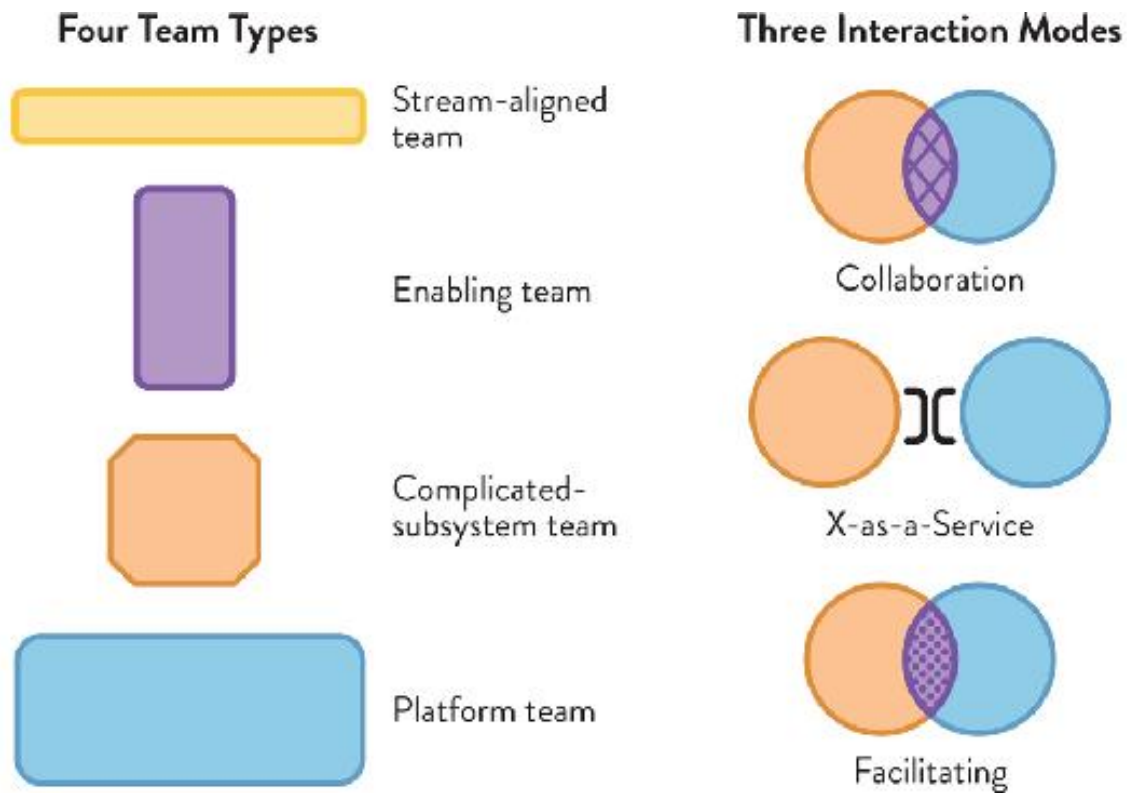 Four Team Types
Stream-aligned
team
Enabling team
Complicated-
subsystem team
Platform team
Three Interaction Modes
Collaboration
X-as-a-Service
Facilitating